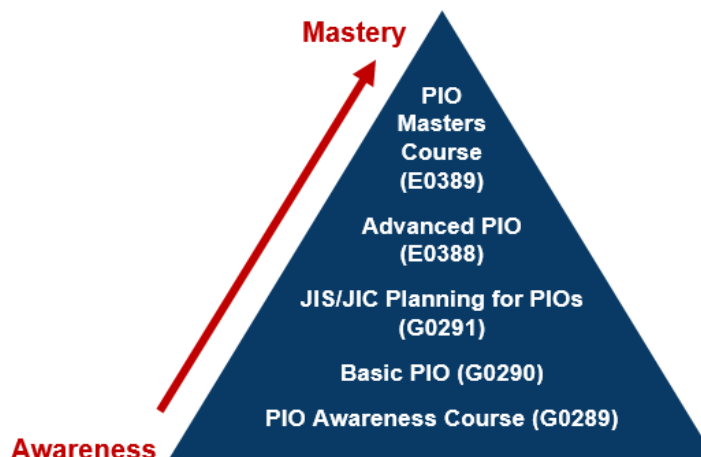 Mastery
PIO
Masters
Course
(E0389)
Advanced PIO
(E0388)
JIS/JIC Planning for PIOs
(G0291)
Basic PIO (G0290)
PIO Awareness Course (G0289)
Awareness